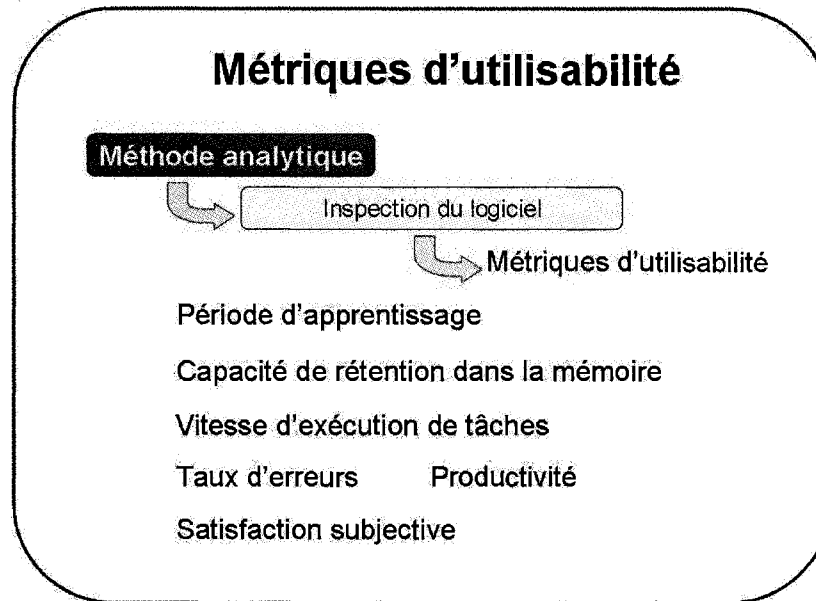 Métriques d'utilisabilité
Méthode analytique
Inspection du logiciel
Métriques d'utilisabilité
Période d'apprentissage
Capacité de rétention dans la mémoire
Vitesse d'exécution de tâches
Taux d'erreurs Productivité
Satisfaction subjective